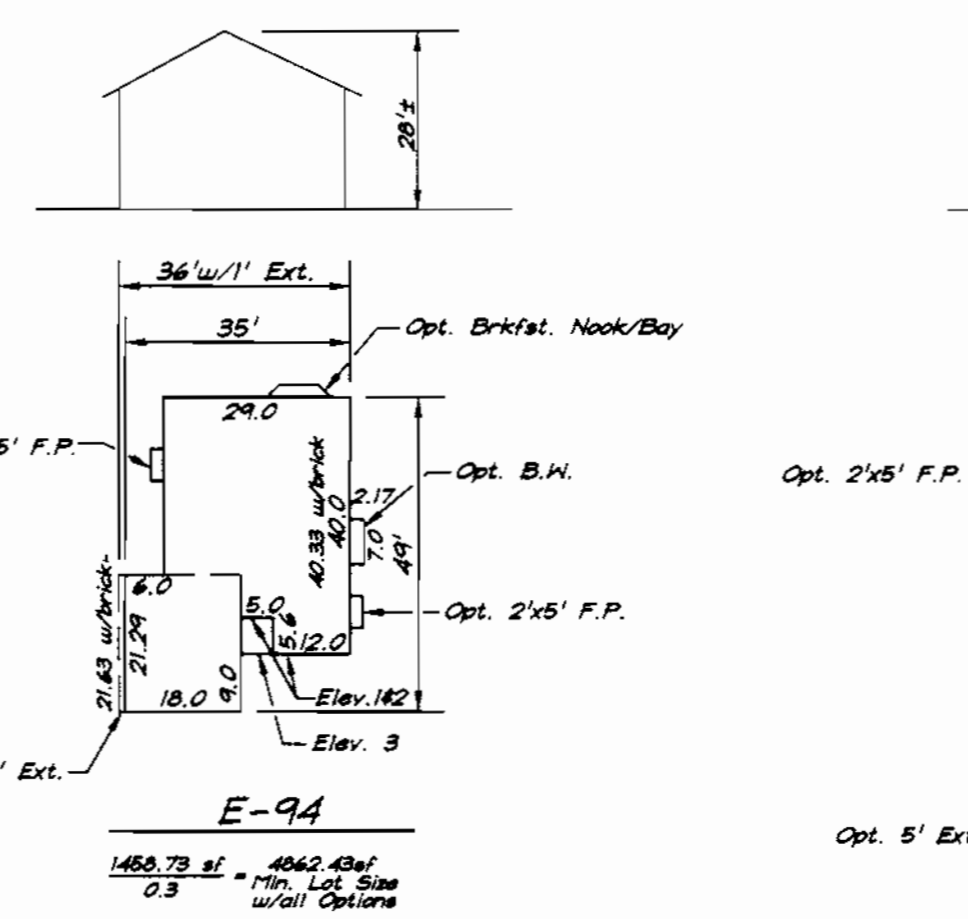 28'±
36'w/1' Ext.
35'
Opt. Brkfst. Nook/Bay
29.0
5' F.P.
40.33 w/brick
40.0
2.17
7.0
49'
Opt. B.W.
Opt. 2'x5' F.P.
Opt. 2'x5' F.P.
21.63 w/brick
6.0
21.29
5.0
5.6
12.0
Opt. 2'x5' F.P.
18.0
9.0
Elev. 1&2
Elev. 3
' Ext.
E-94
1458.73 sf
0.3
= 4862.43sf
Min. Lot Size
w/all Options
Opt. 5' Ext